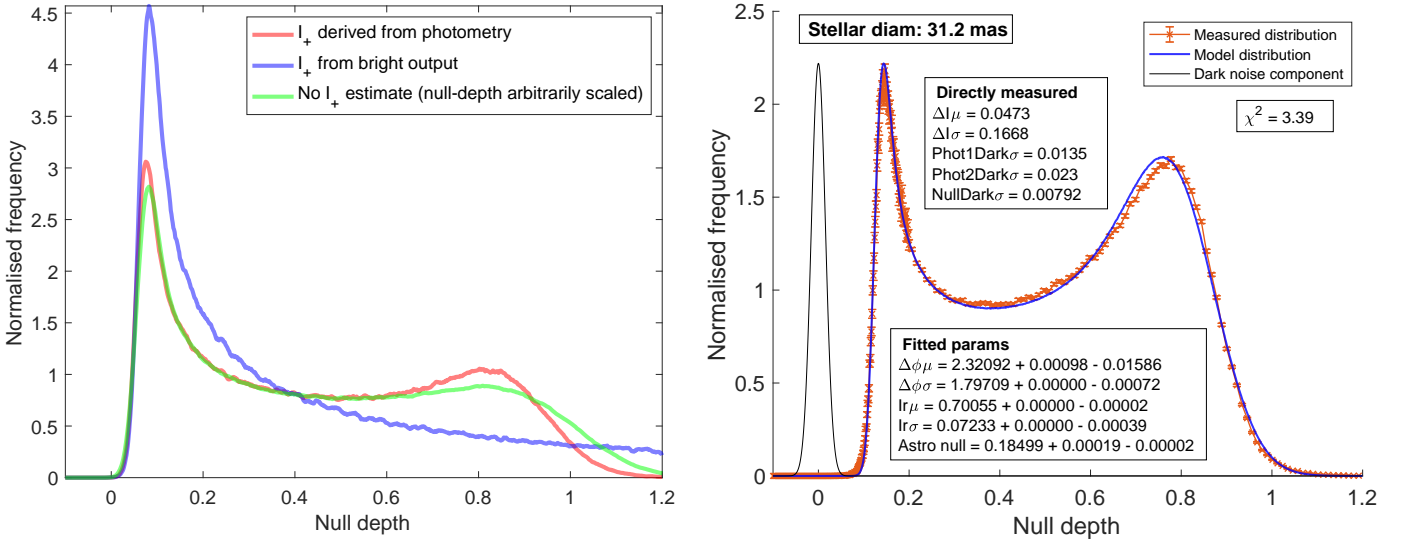 4.5
4
3.5
3
2.5
2
1.5
1
0.5
0
Normalised frequency
I+ derived from photometry
I+ from bright output
No I+ estimate (null-depth arbitrarily scaled)
0 0.2 0.4 0.6 0.8 1 1.2
Null depth
2.5
2
1.5
1
0.5
0
Normalised frequency
Stellar diam: 31.2 mas
Measured distribution
Model distribution
Dark noise component
χ² = 3.39
Directly measured
ΔIμ = 0.0473
ΔIσ = 0.1668
Phot1Darkσ = 0.0135
Phot2Darkσ = 0.023
NullDarkσ = 0.00792
Fitted params
Δϕμ = 2.32092 + 0.00098 - 0.01586
Δϕσ = 1.79709 + 0.00000 - 0.00072
Irμ = 0.70055 + 0.00000 - 0.00002
Irσ = 0.07233 + 0.00000 - 0.00039
Astro null = 0.18499 + 0.00019 - 0.00002
0 0.2 0.4 0.6 0.8 1 1.2
Null depth